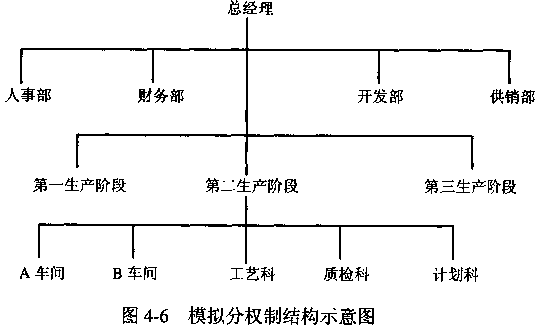 总经理
人事部 财务部 开发部 供销部
第一生产阶段 第二生产阶段 第三生产阶段
A 车间 B 车间 工艺科 质检科 计划科
图 4-6 模拟分权制结构示意图